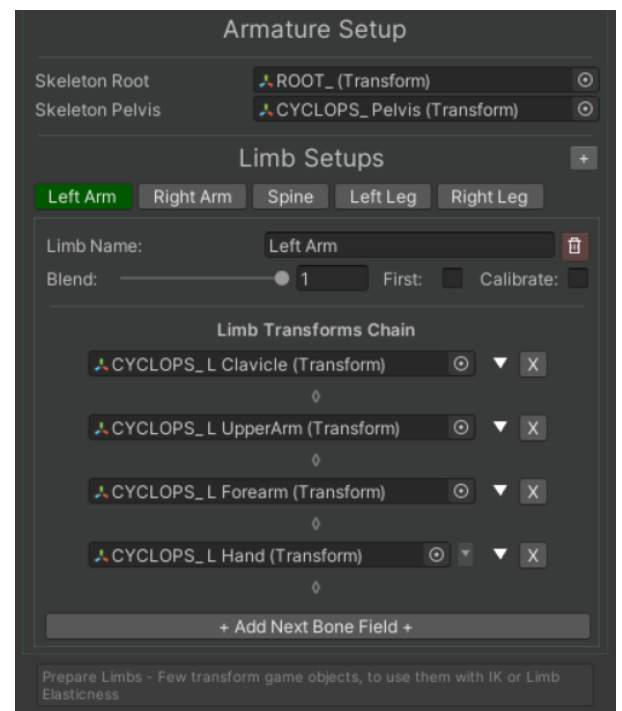 Armature Setup
Skeleton Root ROOT_ (Transform)
Skeleton Pelvis CYCLOPS_ Pelvis (Transform)
Limb Setups +
Left Arm Right Arm Spine Left Leg Right Leg
Limb Name: Left Arm
Blend: 1 First: Calibrate:
Limb Transforms Chain
CYCLOPS_ L Clavicle (Transform) X
CYCLOPS_ L UpperArm (Transform) X
CYCLOPS_ L Forearm (Transform) X
CYCLOPS_ L Hand (Transform) X
+ Add Next Bone Field +
Prepare Limbs - Few transform game objects, to use them with IK or Limb
Elasticness